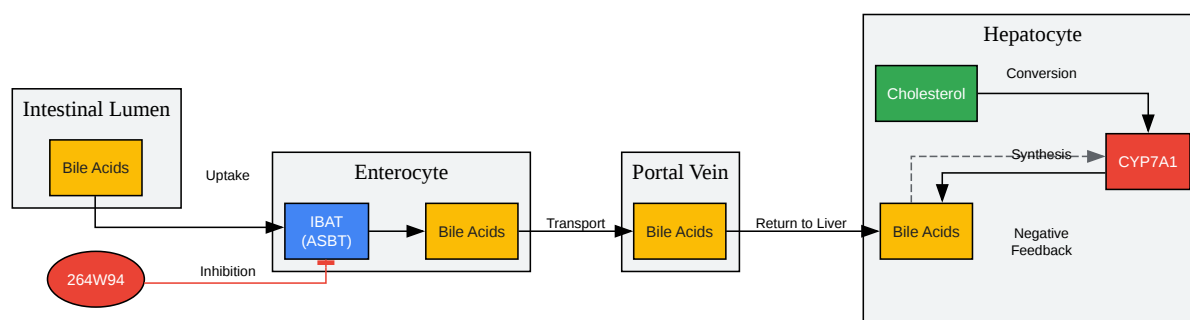 Intestinal Lumen
Bile Acids
264W94
Uptake
Inhibition
Enterocyte
IBAT
(ASBT)
Bile Acids
Transport
Portal Vein
Bile Acids
Return to Liver
Hepatocyte
Cholesterol
Conversion
CYP7A1
Synthesis
Bile Acids
Negative
Feedback